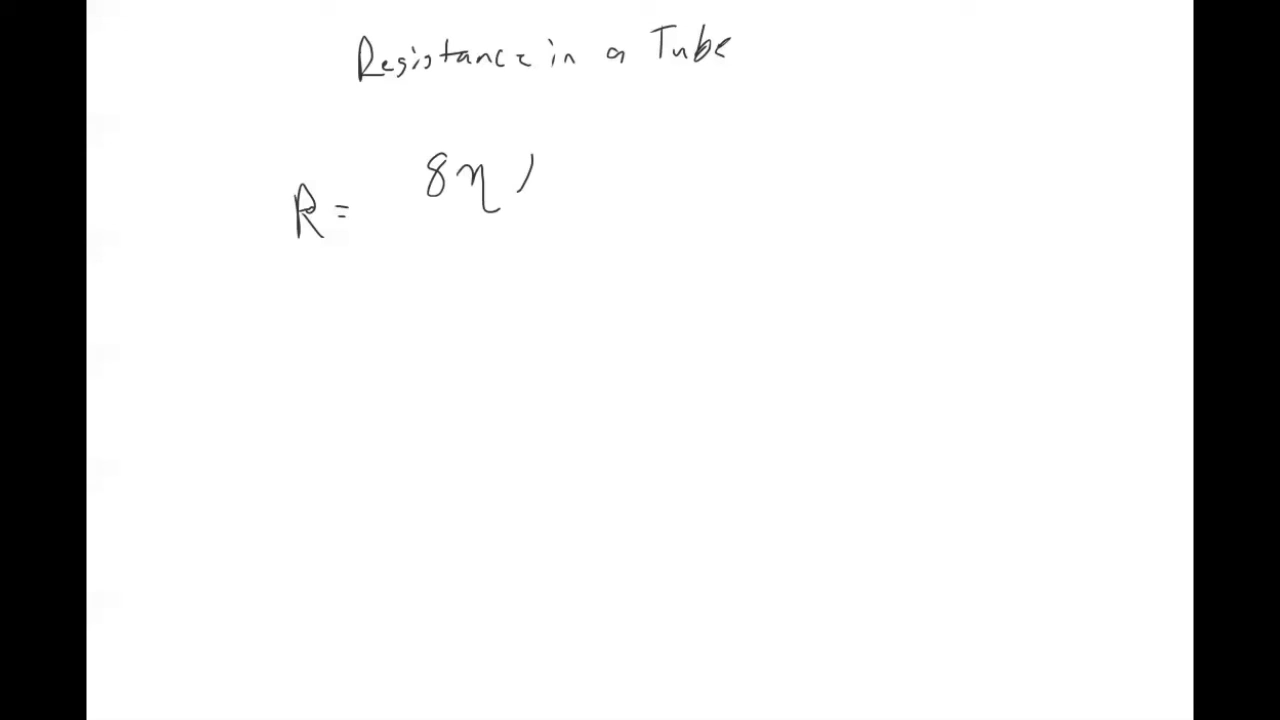 Resistance in a Tube
R = 8η